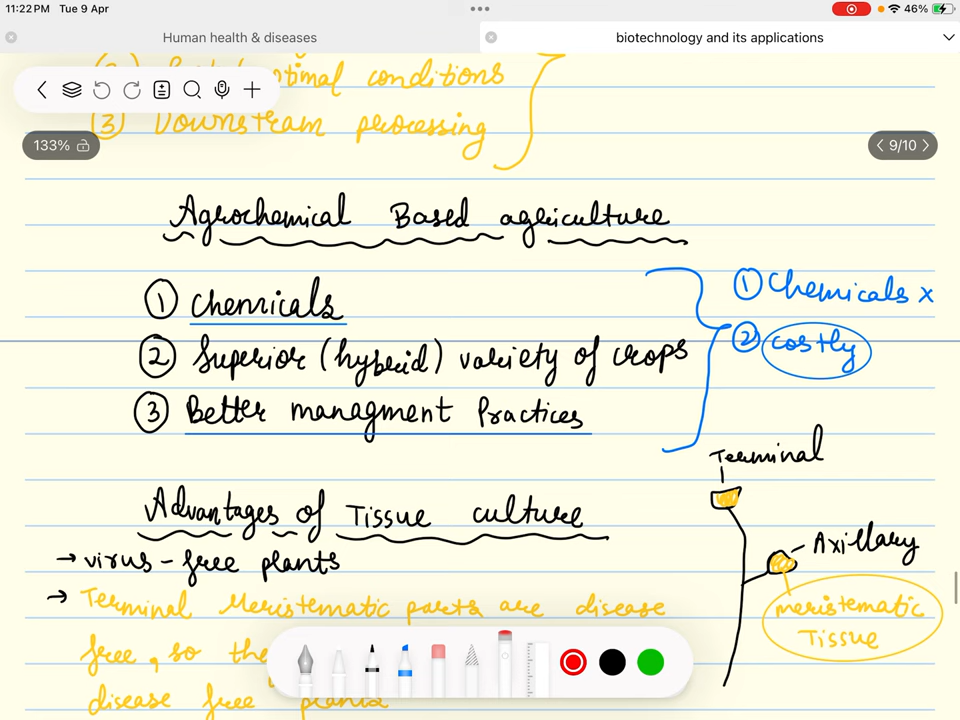 11:22 PM Tue 9 Apr
46%
Human health & diseases
biotechnology and its applications
optimal conditions
(3) Downstream processing
133%
9/10
Agrochemical Based agriculture
① Chemicals
② Superior (hybrid) variety of crops
③ Better managment Practices
① Chemicals x
② costly
Terminal
Axillary
meristematic
Tissue
Advantages of Tissue culture
→ virus-free plants
→ Terminal Meristematic parts are disease
free, so the
disease free plants